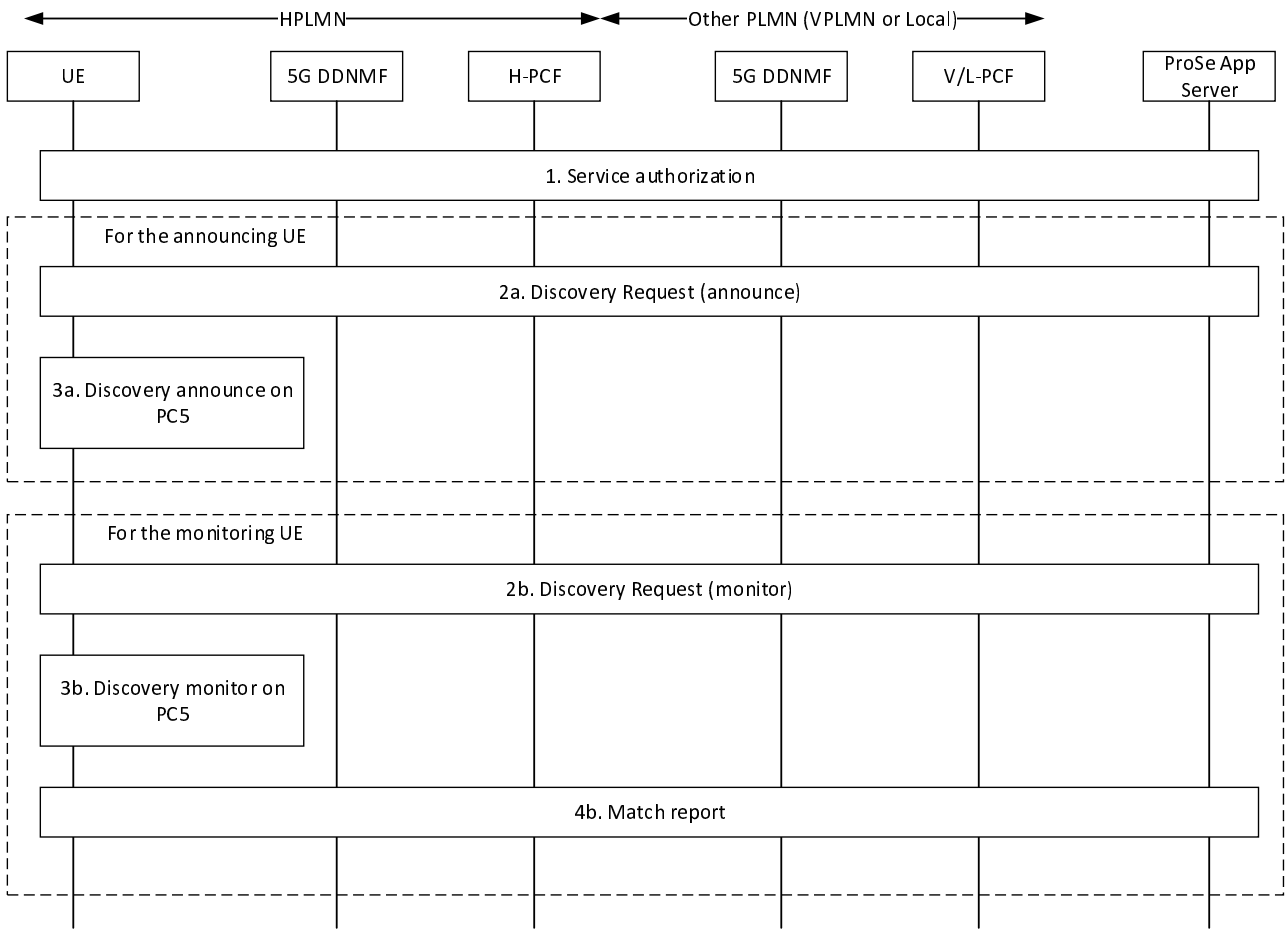 HPLMN
Other PLMN (VPLMN or Local)
UE
5G DDNMF
H-PCF
5G DDNMF
V/L-PCF
ProSe App
Server
1. Service authorization
For the announcing UE
2a. Discovery Request (announce)
3a. Discovery announce on
PC5
For the monitoring UE
2b. Discovery Request (monitor)
3b. Discovery monitor on
PC5
4b. Match report